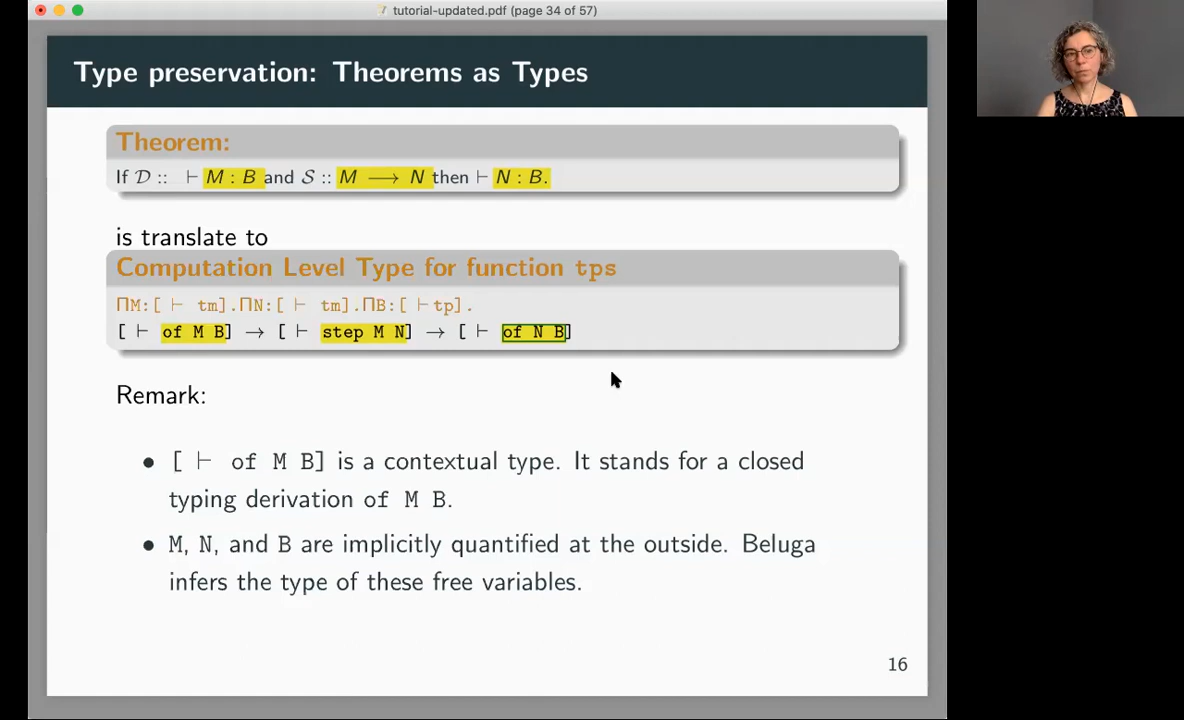 tutorial-updated.pdf (page 34 of 57)
Type preservation: Theorems as Types
Theorem:
If 𝒟 :: ⊢ M : B and 𝒮 :: M ⟶ N then ⊢ N : B.
is translate to
Computation Level Type for function tps
ΠM:[ ⊢ tm].ΠN:[ ⊢ tm].ΠB:[ ⊢tp].
[ ⊢ of M B] → [ ⊢ step M N] → [ ⊢ of N B]
Remark:
• [ ⊢ of M B] is a contextual type. It stands for a closed
typing derivation of M B.
• M, N, and B are implicitly quantified at the outside. Beluga
infers the type of these free variables.
16